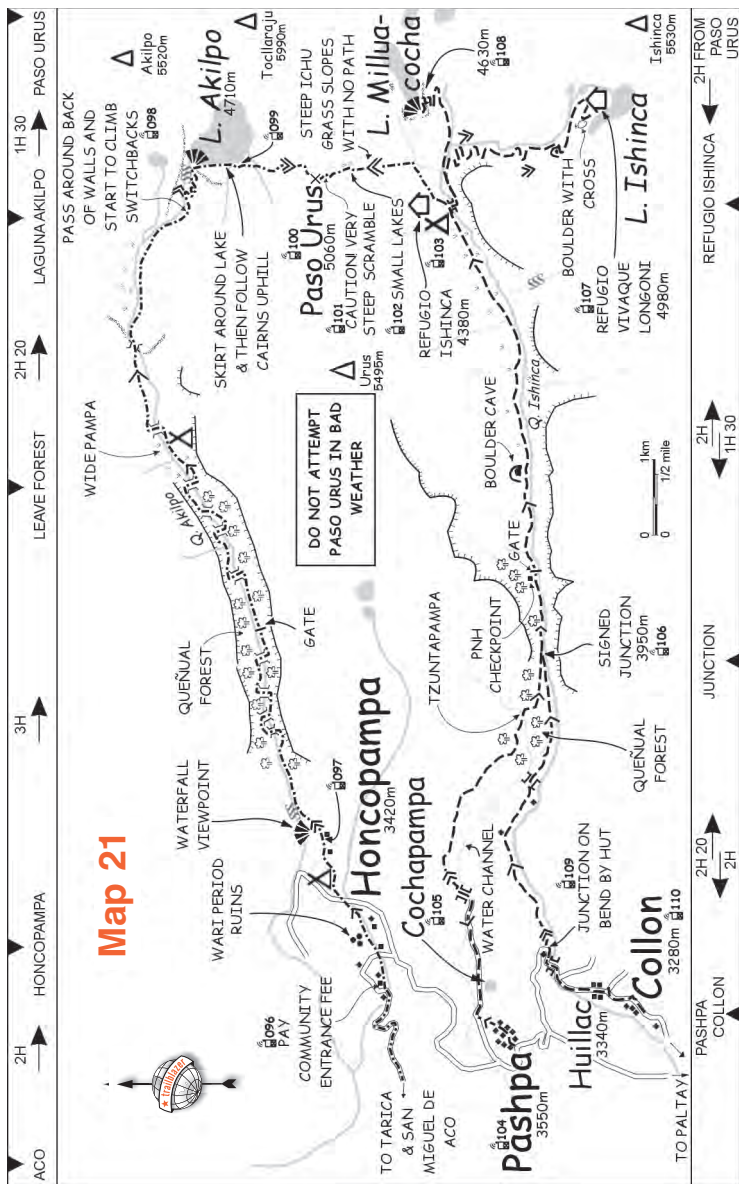 ACO
2H
HONCOPAMPA
3H
LEAVE FOREST
2H 20
LAGUNA AKILPO
1H 30
PASO URUS
Map 21
trailblazer
TO TARICA
& SAN
MIGUEL DE
ACO
096
PAY
COMMUNITY
ENTRANCE FEE
WARI PERIOD
RUINS
WATERFALL
VIEWPOINT
097
Honcopampa
3420m
QUEÑUAL
FOREST
GATE
Q. Akilpo
WIDE PAMPA
PASS AROUND BACK
OF WALLS AND
START TO CLIMB
SWITCHBACKS
098
Akilpo
5520m
L. Akilpo
4710m
Tocllaraju
5990m
099
SKIRT AROUND LAKE
& THEN FOLLOW
CAIRNS UPHILL
STEEP ICHU
GRASS SLOPES
WITH NO PATH
100
Paso Urus
5060m
101
CAUTION! VERY
STEEP SCRAMBLE
102 SMALL LAKES
Urus
5495m
DO NOT ATTEMPT
PASO URUS IN BAD
WEATHER
REFUGIO
ISHINCA
4380m
103
L. Millua-
cocha
4630m
108
Ishinca
5530m
BOULDER WITH
CROSS
L. Ishinca
107
REFUGIO
VIVAQUE
LONGONI
4980m
Q. Ishinca
BOULDER CAVE
GATE
PNH
CHECKPOINT
TZUNTAPAMPA
SIGNED
JUNCTION
3950m
106
QUEÑUAL
FOREST
Cochapampa
105
WATER CHANNEL
104
Pashpa
3550m
109
JUNCTION ON
BEND BY HUT
Huillac
3340m
Collon
3280m 110
TO PALTAY
0 1km
0 1/2 mile
PASHPA
COLLON
2H 20
2H
JUNCTION
2H
1H 30
REFUGIO ISHINCA
2H FROM
PASO
URUS